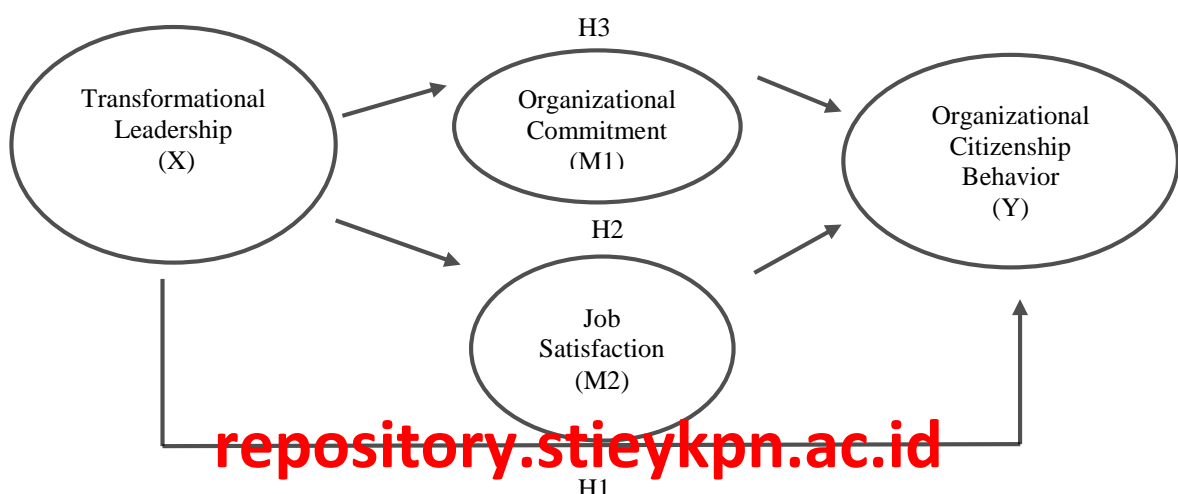 H3
Transformational
Leadership
(X)
Organizational
Commitment
(M1)
Organizational
Citizenship
Behavior
(Y)
H2
Job
Satisfaction
(M2)
repository.stieykpn.ac.id
H1